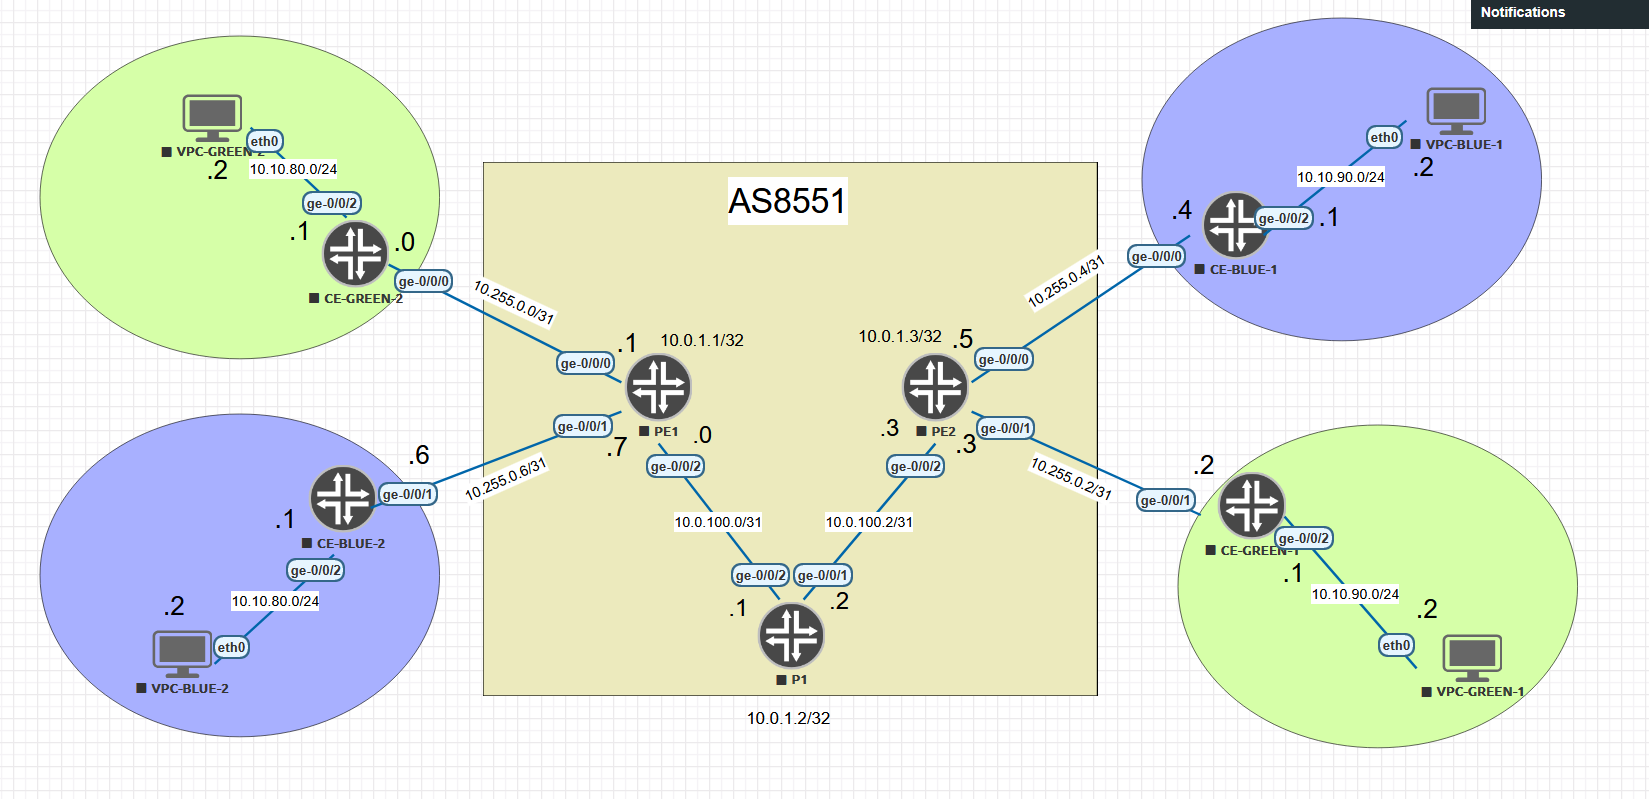 Notifications
VPC-GREEN-2
eth0
.2
10.10.80.0/24
ge-0/0/2
.1
.0
ge-0/0/0
CE-GREEN-2
10.255.0.0/31
AS8551
.1
10.0.1.1/32
ge-0/0/0
PE1
ge-0/0/1
.7
.0
ge-0/0/2
10.255.0.6/31
.6
ge-0/0/1
.1
CE-BLUE-2
ge-0/0/2
10.10.80.0/24
.2
eth0
VPC-BLUE-2
10.0.100.0/31
ge-0/0/2
.1
P1
10.0.1.2/32
ge-0/0/1
.2
10.0.100.2/31
ge-0/0/2
.3
PE2
10.0.1.3/32
.5
ge-0/0/0
.3
ge-0/0/1
10.255.0.4/31
.4
ge-0/0/0
CE-BLUE-1
ge-0/0/2
.1
10.10.90.0/24
eth0
VPC-BLUE-1
.2
10.255.0.2/31
.2
ge-0/0/1
CE-GREEN-1
ge-0/0/2
.1
10.10.90.0/24
.2
eth0
VPC-GREEN-1